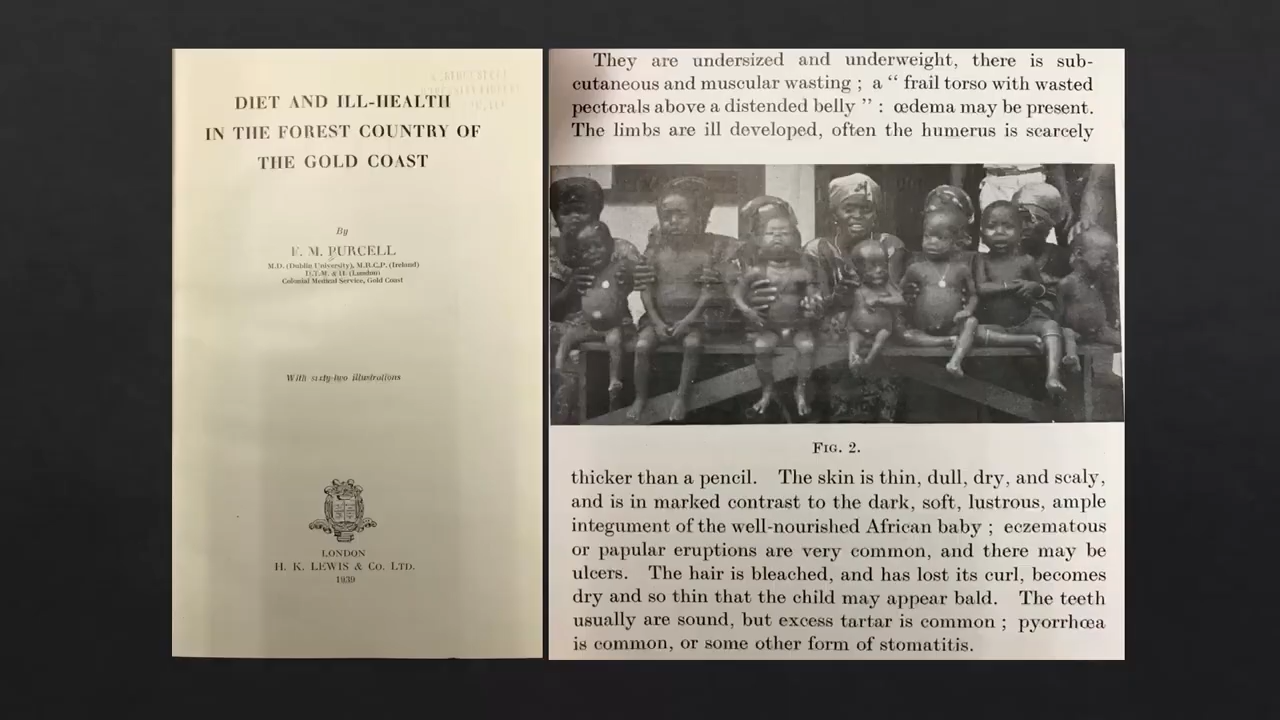 DIET AND ILL-HEALTH
IN THE FOREST COUNTRY OF
THE GOLD COAST
By
F. M. PURCELL
M.D. (Dublin University), M.R.C.P. (Ireland)
D.T.M. & H. (London)
Colonial Medical Service, Gold Coast
With sixty-two illustrations
LONDON
H. K. LEWIS & CO. LTD.
1939
They are undersized and underweight, there is sub-
cutaneous and muscular wasting ; a “ frail torso with wasted
pectorals above a distended belly ” : œdema may be present.
The limbs are ill developed, often the humerus is scarcely
FIG. 2.
thicker than a pencil. The skin is thin, dull, dry, and scaly,
and is in marked contrast to the dark, soft, lustrous, ample
integument of the well-nourished African baby ; eczematous
or papular eruptions are very common, and there may be
ulcers. The hair is bleached, and has lost its curl, becomes
dry and so thin that the child may appear bald. The teeth
usually are sound, but excess tartar is common ; pyorrhœa
is common, or some other form of stomatitis.